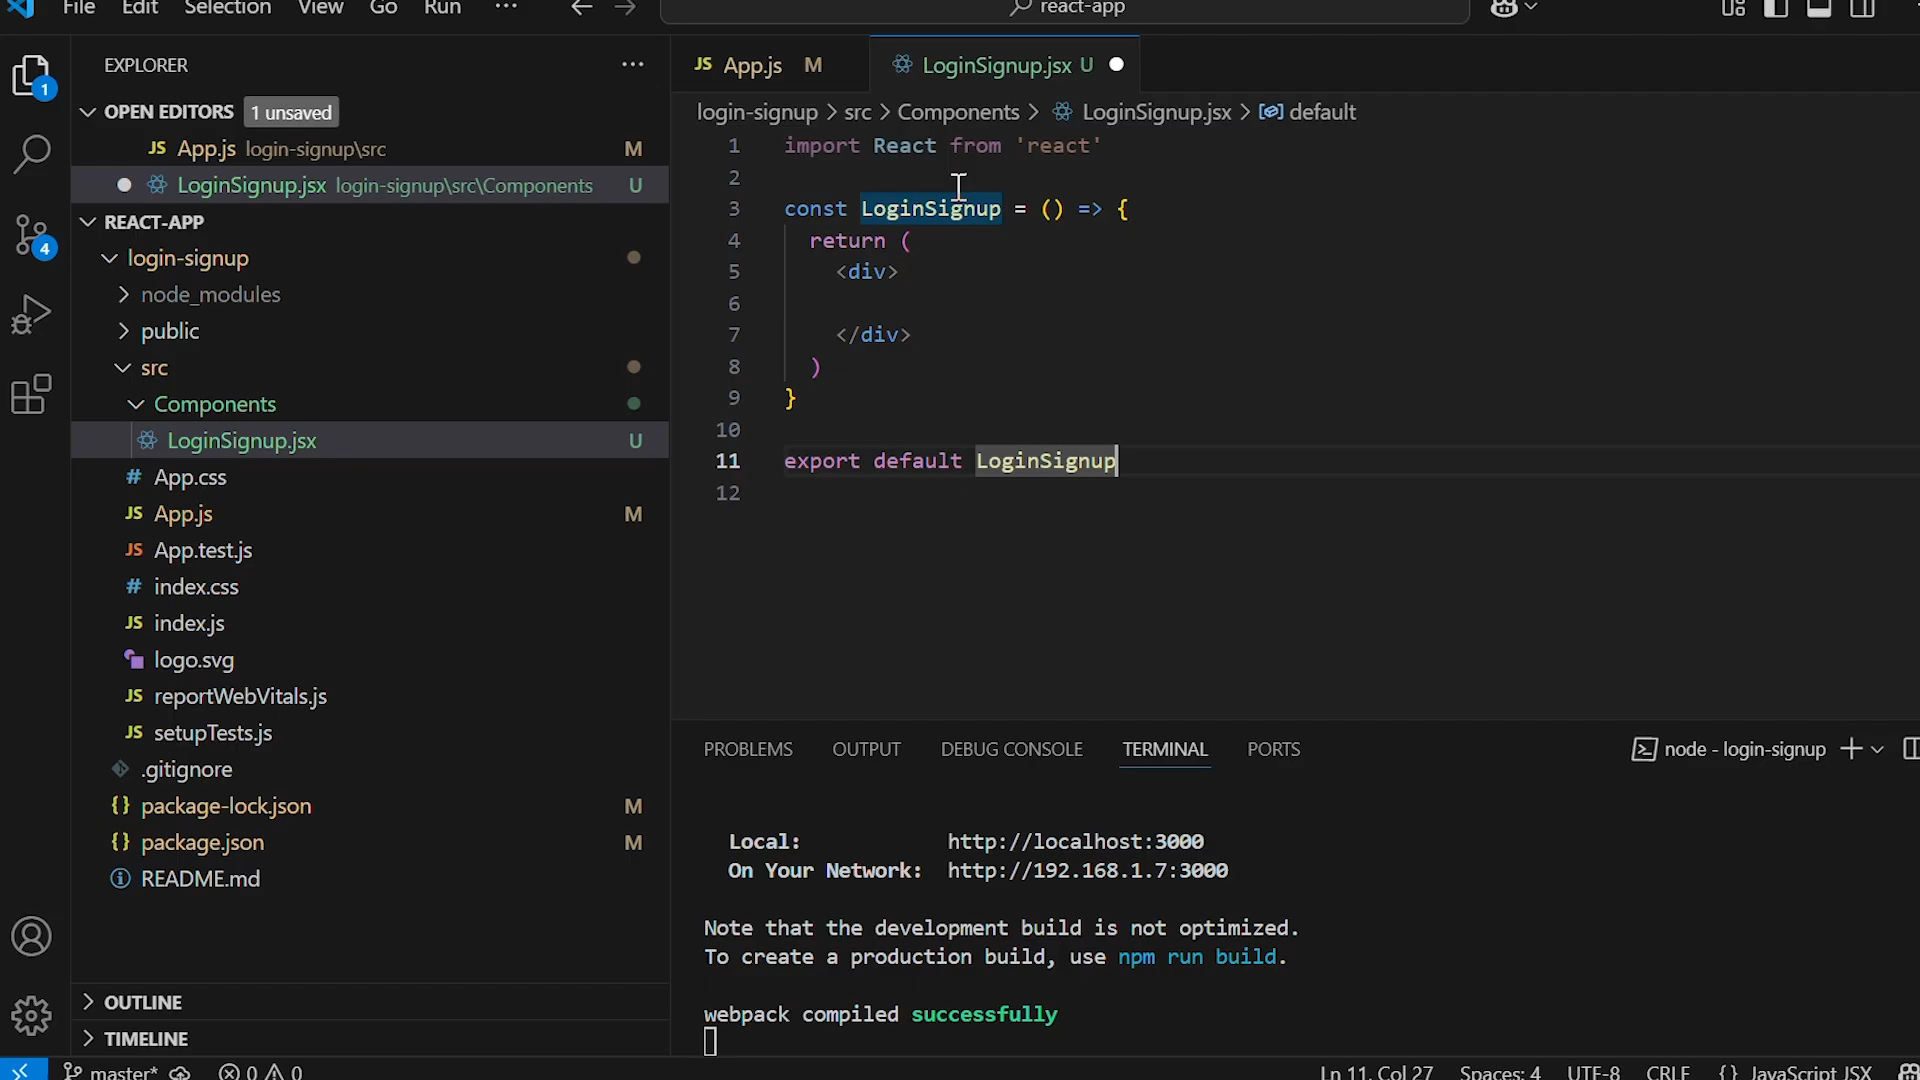 File Edit Selection View Go Run ··· react-app
EXPLORER ···
OPEN EDITORS 1 unsaved
JS App.js login-signup\src M
LoginSignup.jsx login-signup\src\Components U
REACT-APP
login-signup
node_modules
public
src
Components
LoginSignup.jsx U
# App.css
JS App.js M
JS App.test.js
# index.css
JS index.js
logo.svg
JS reportWebVitals.js
JS setupTests.js
.gitignore
{} package-lock.json M
{} package.json M
README.md
OUTLINE
TIMELINE
1
4
JS App.js M LoginSignup.jsx U
login-signup > src > Components > LoginSignup.jsx > default
1 import React from 'react'
2
3 const LoginSignup = () => {
4 return (
5 <div>
6
7 </div>
8 )
9 }
10
11 export default LoginSignup
12
PROBLEMS OUTPUT DEBUG CONSOLE TERMINAL PORTS node - login-signup
Local: http://localhost:3000
On Your Network: http://192.168.1.7:3000
Note that the development build is not optimized.
To create a production build, use npm run build.
webpack compiled successfully
master* 0 0 Ln 11, Col 27 Spaces: 4 UTF-8 CRLF {} JavaScript JSX